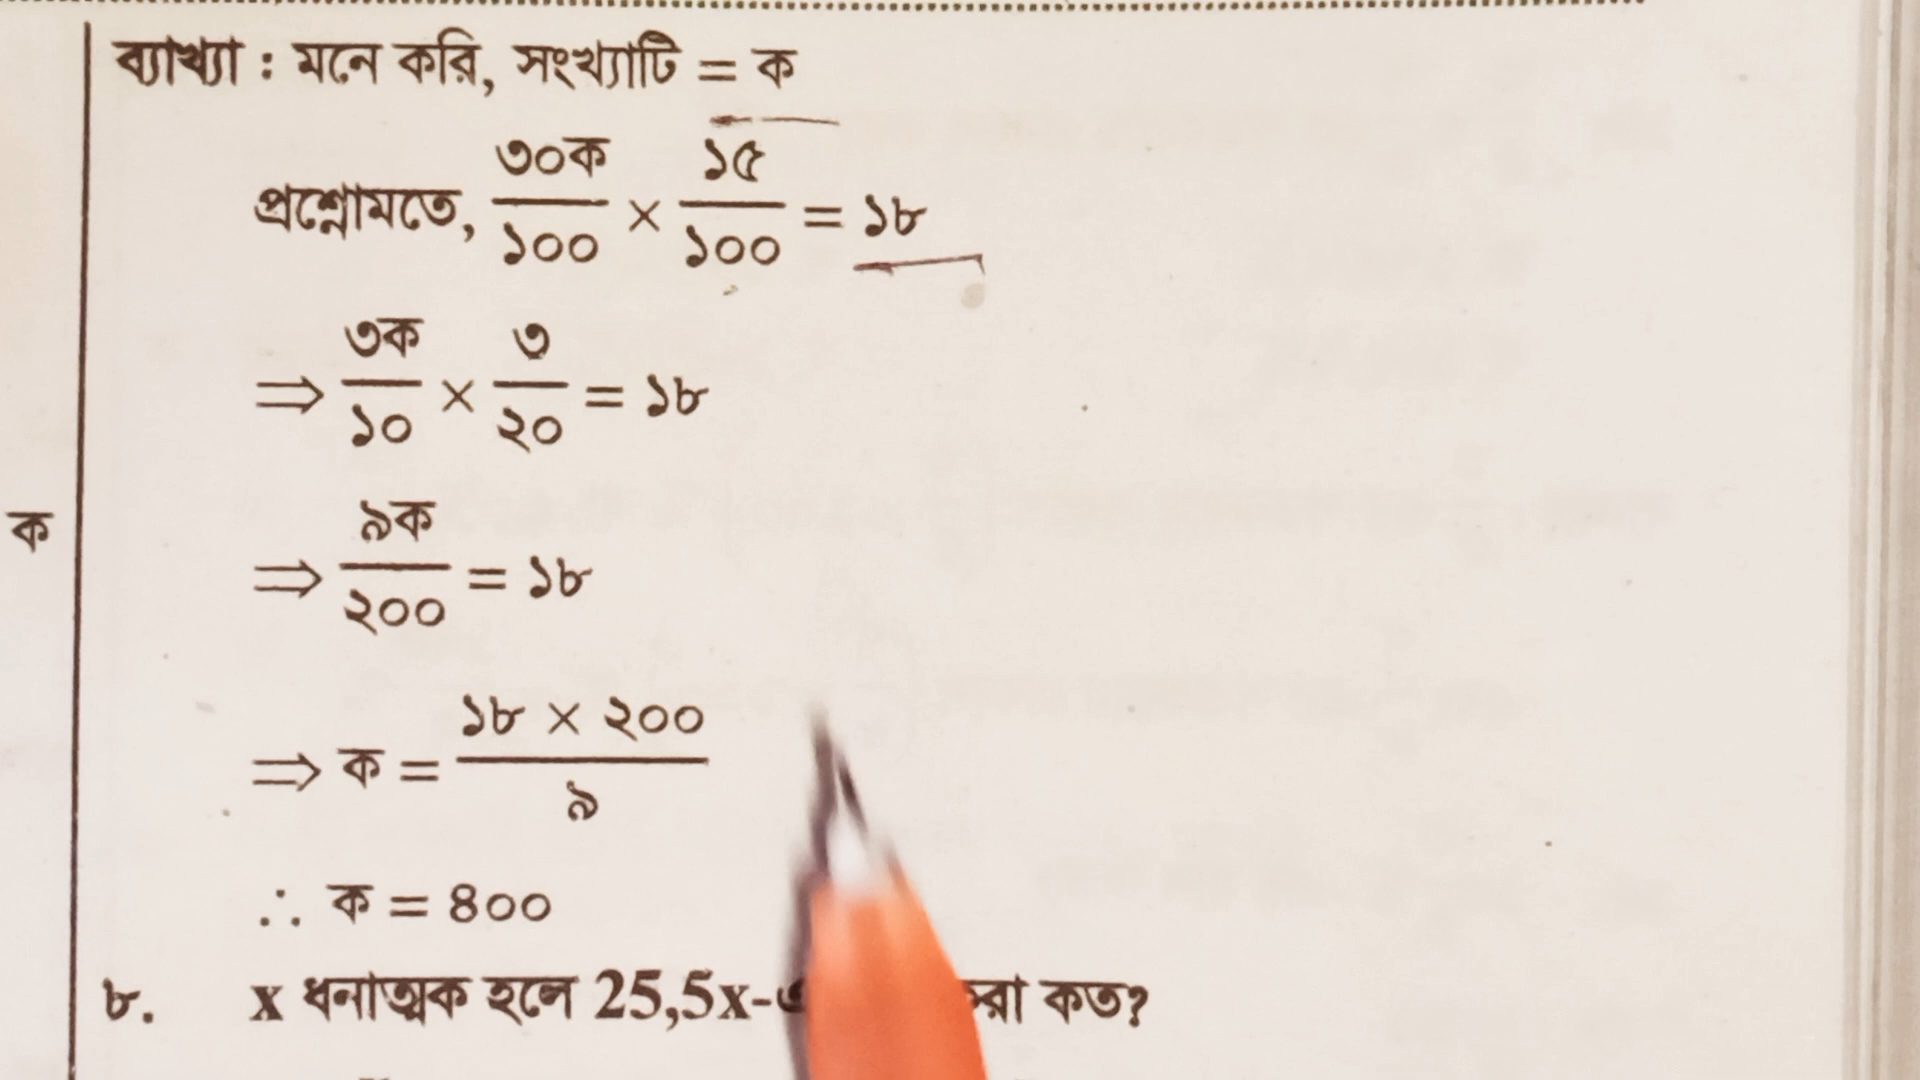 ব্যাখ্যা : মনে করি, সংখ্যাটি = ক
প্রশ্নোমতে, ৩০ক/১০০ × ১৫/১০০ = ১৮
⇒ ৩ক/১০ × ৩/২০ = ১৮
ক
⇒ ৯ক/২০০ = ১৮
⇒ ক = ১৮ × ২০০/৯
∴ ক = ৪০০
৮. x ধনাত্মক হলে 25,5x- কত?